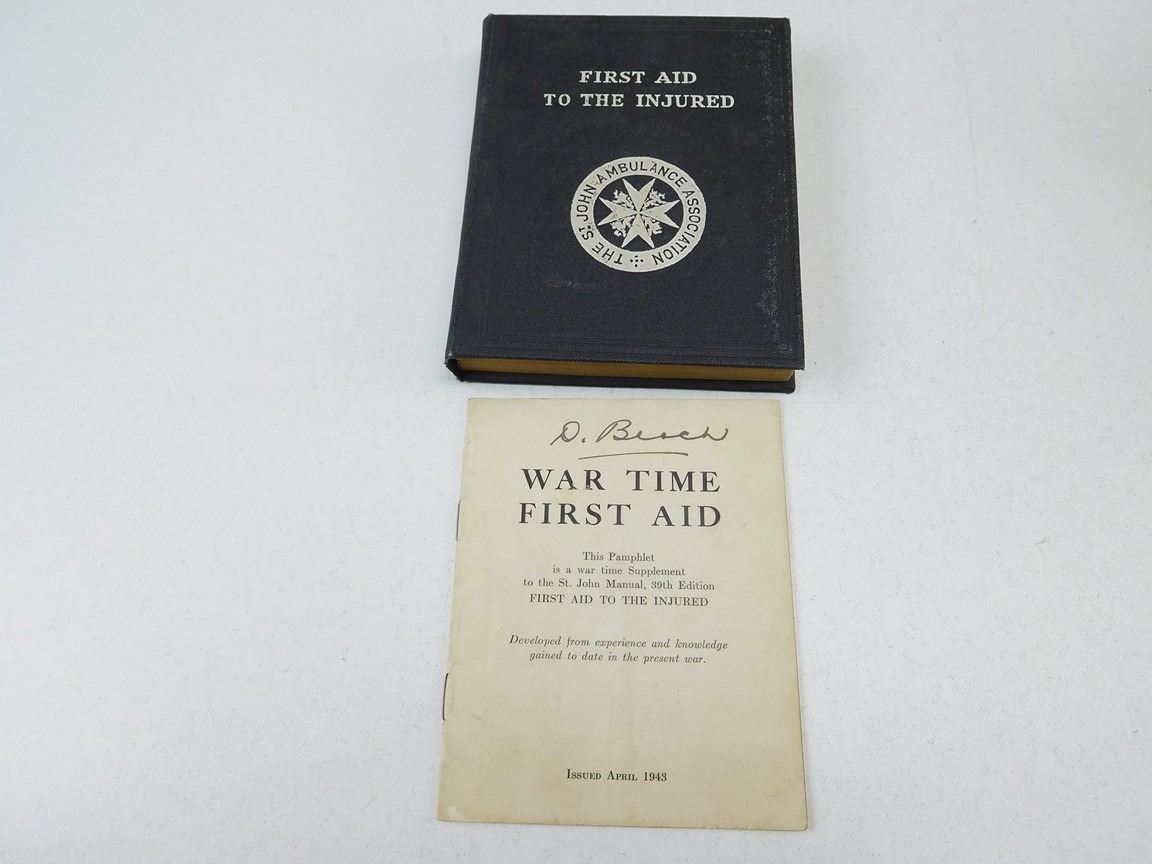 FIRST AID
TO THE INJURED
THE ST JOHN AMBULANCE ASSOCIATION
D. Beach
WAR TIME
FIRST AID
This Pamphlet
is a war time Supplement
to the St. John Manual, 39th Edition
FIRST AID TO THE INJURED
Developed from experience and knowledge
gained to date in the present war.
ISSUED APRIL 1943